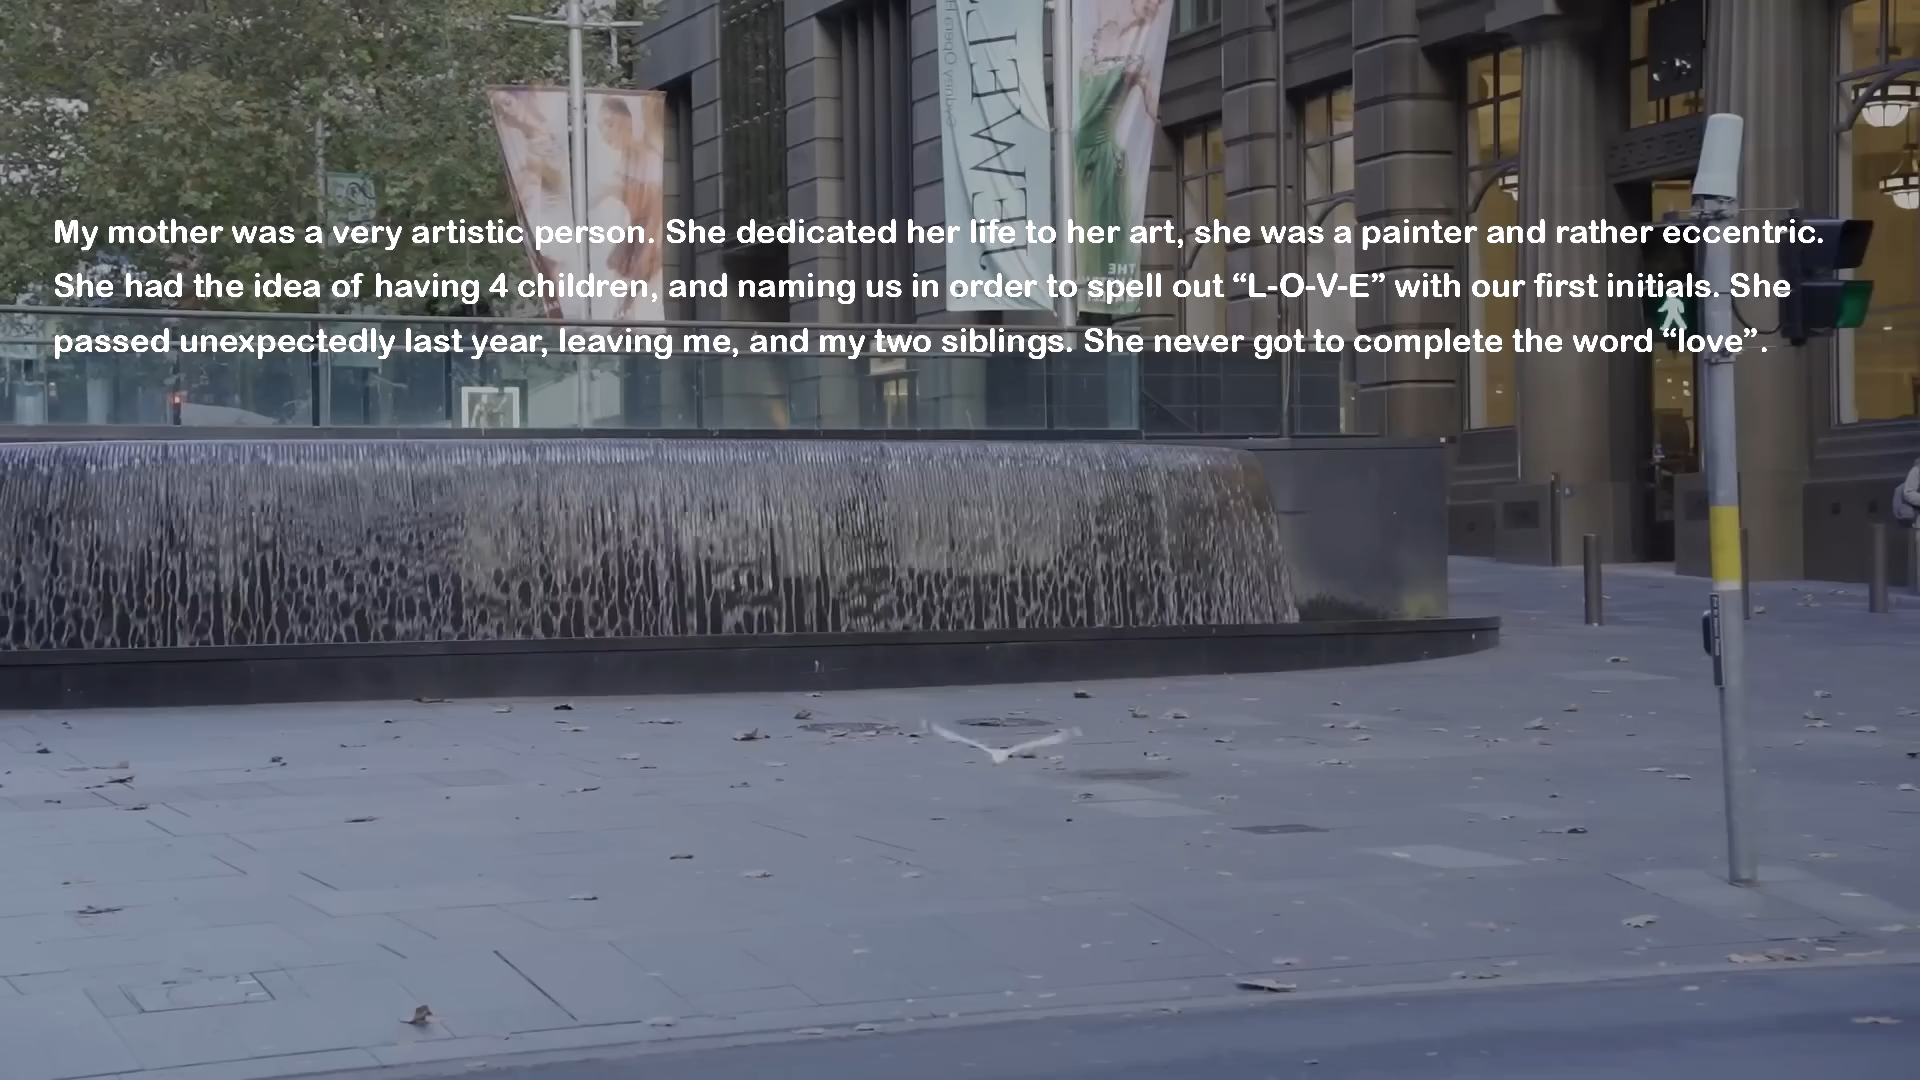 My mother was a very artistic person. She dedicated her life to her art, she was a painter and rather eccentric.
She had the idea of having 4 children, and naming us in order to spell out “L-O-V-E” with our first initials. She
passed unexpectedly last year, leaving me, and my two siblings. She never got to complete the word “love”.
JEWEL
THE